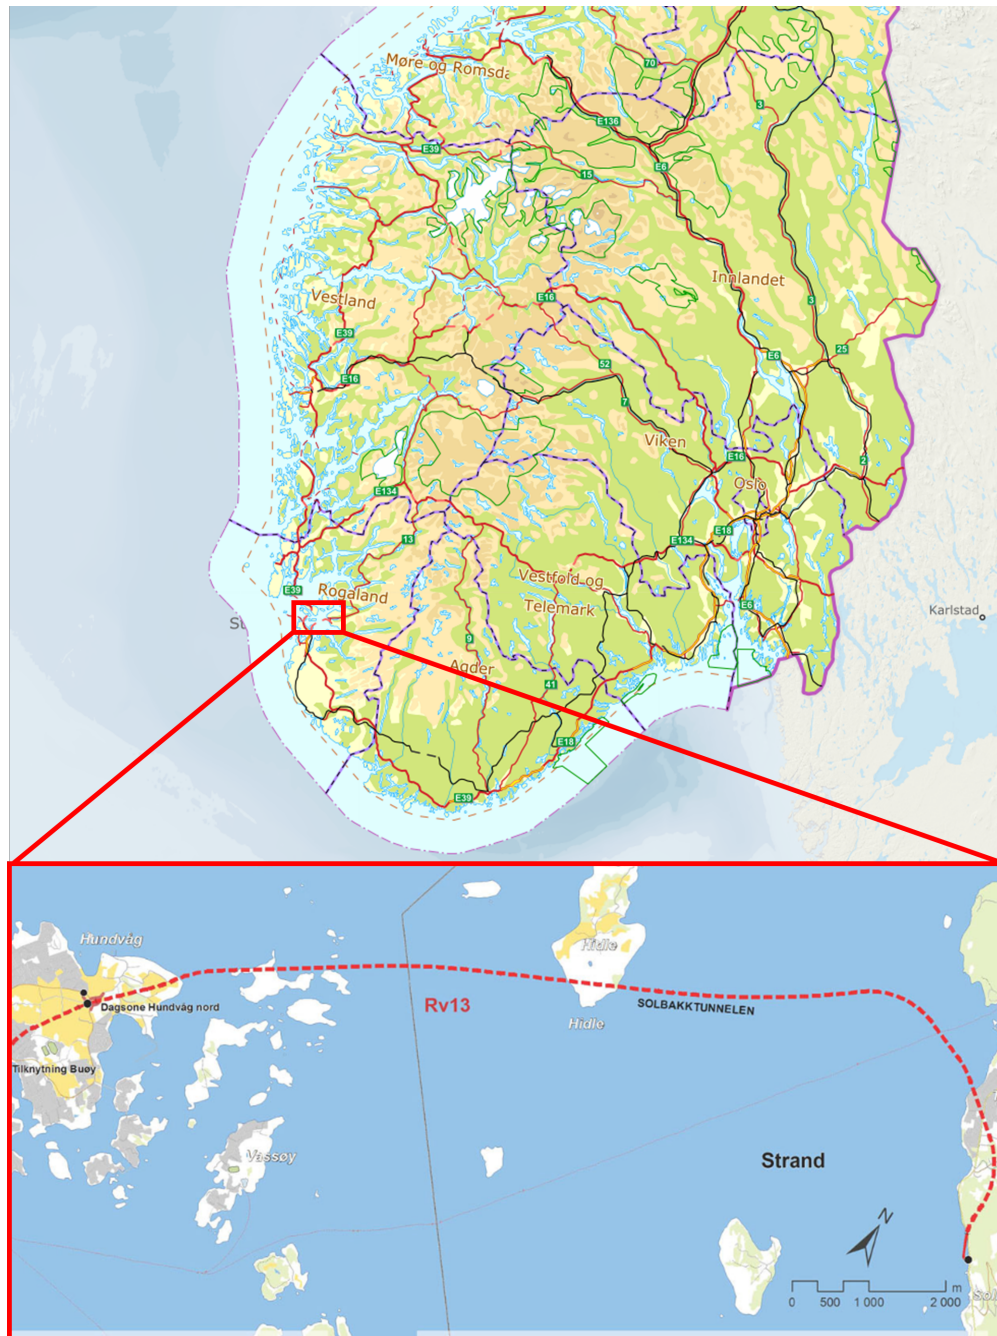 Møre og Romsda
70
3
E136
E39
E6
15
Innlandet
Vestland
E16
3
E39
25
E6
52
E16
7
Viken
E16
2
Oslo
E134
E18
E134
13
Vestfold og
Telemark
E39
Rogaland
E6
Karlstad
St
9
Agder
41
E18
E39
Hundvåg
Hidle
Dagsone Hundvåg nord
Rv13
SOLBAKKTUNNELEN
Hidle
Tilknytning Buøy
Vassøy
Strand
N
m
0 500 1 000 2 000